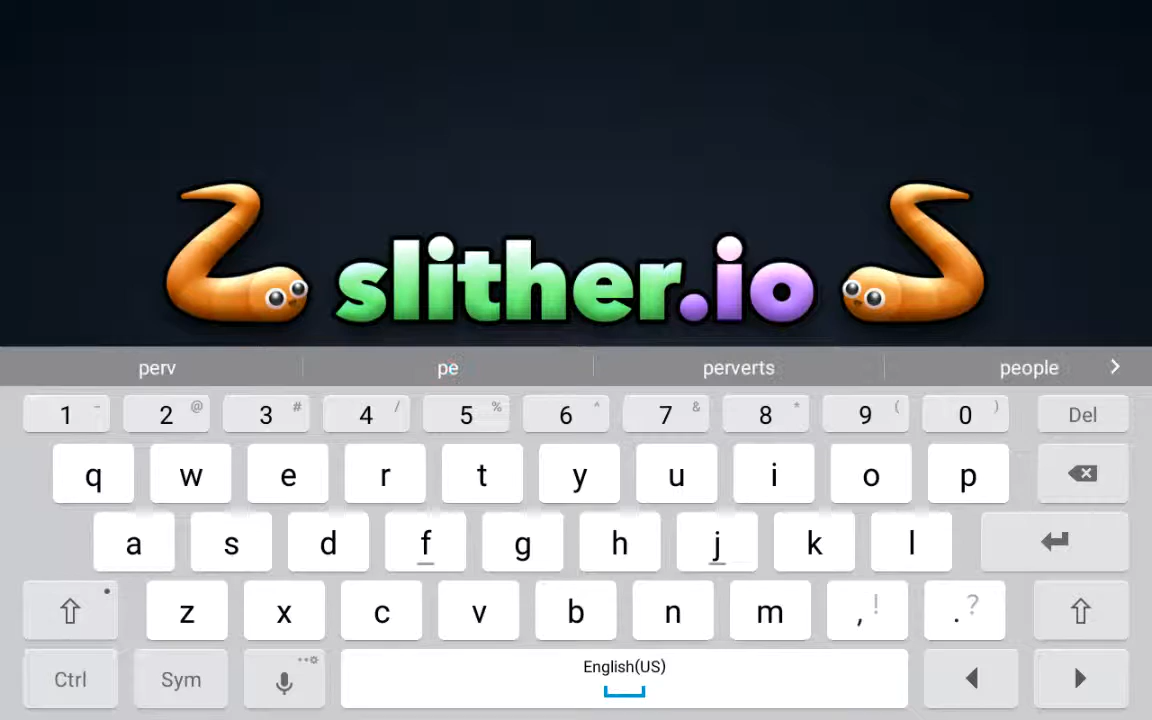 slither.io
perv pe perverts people
1 - 2 @ 3 # 4 / 5 % 6 ^ 7 & 8 * 9 ( 0 ) Del
q w e r t y u i o p
a s d f g h j k l
z x c v b n m , ! . ?
Ctrl Sym English(US)